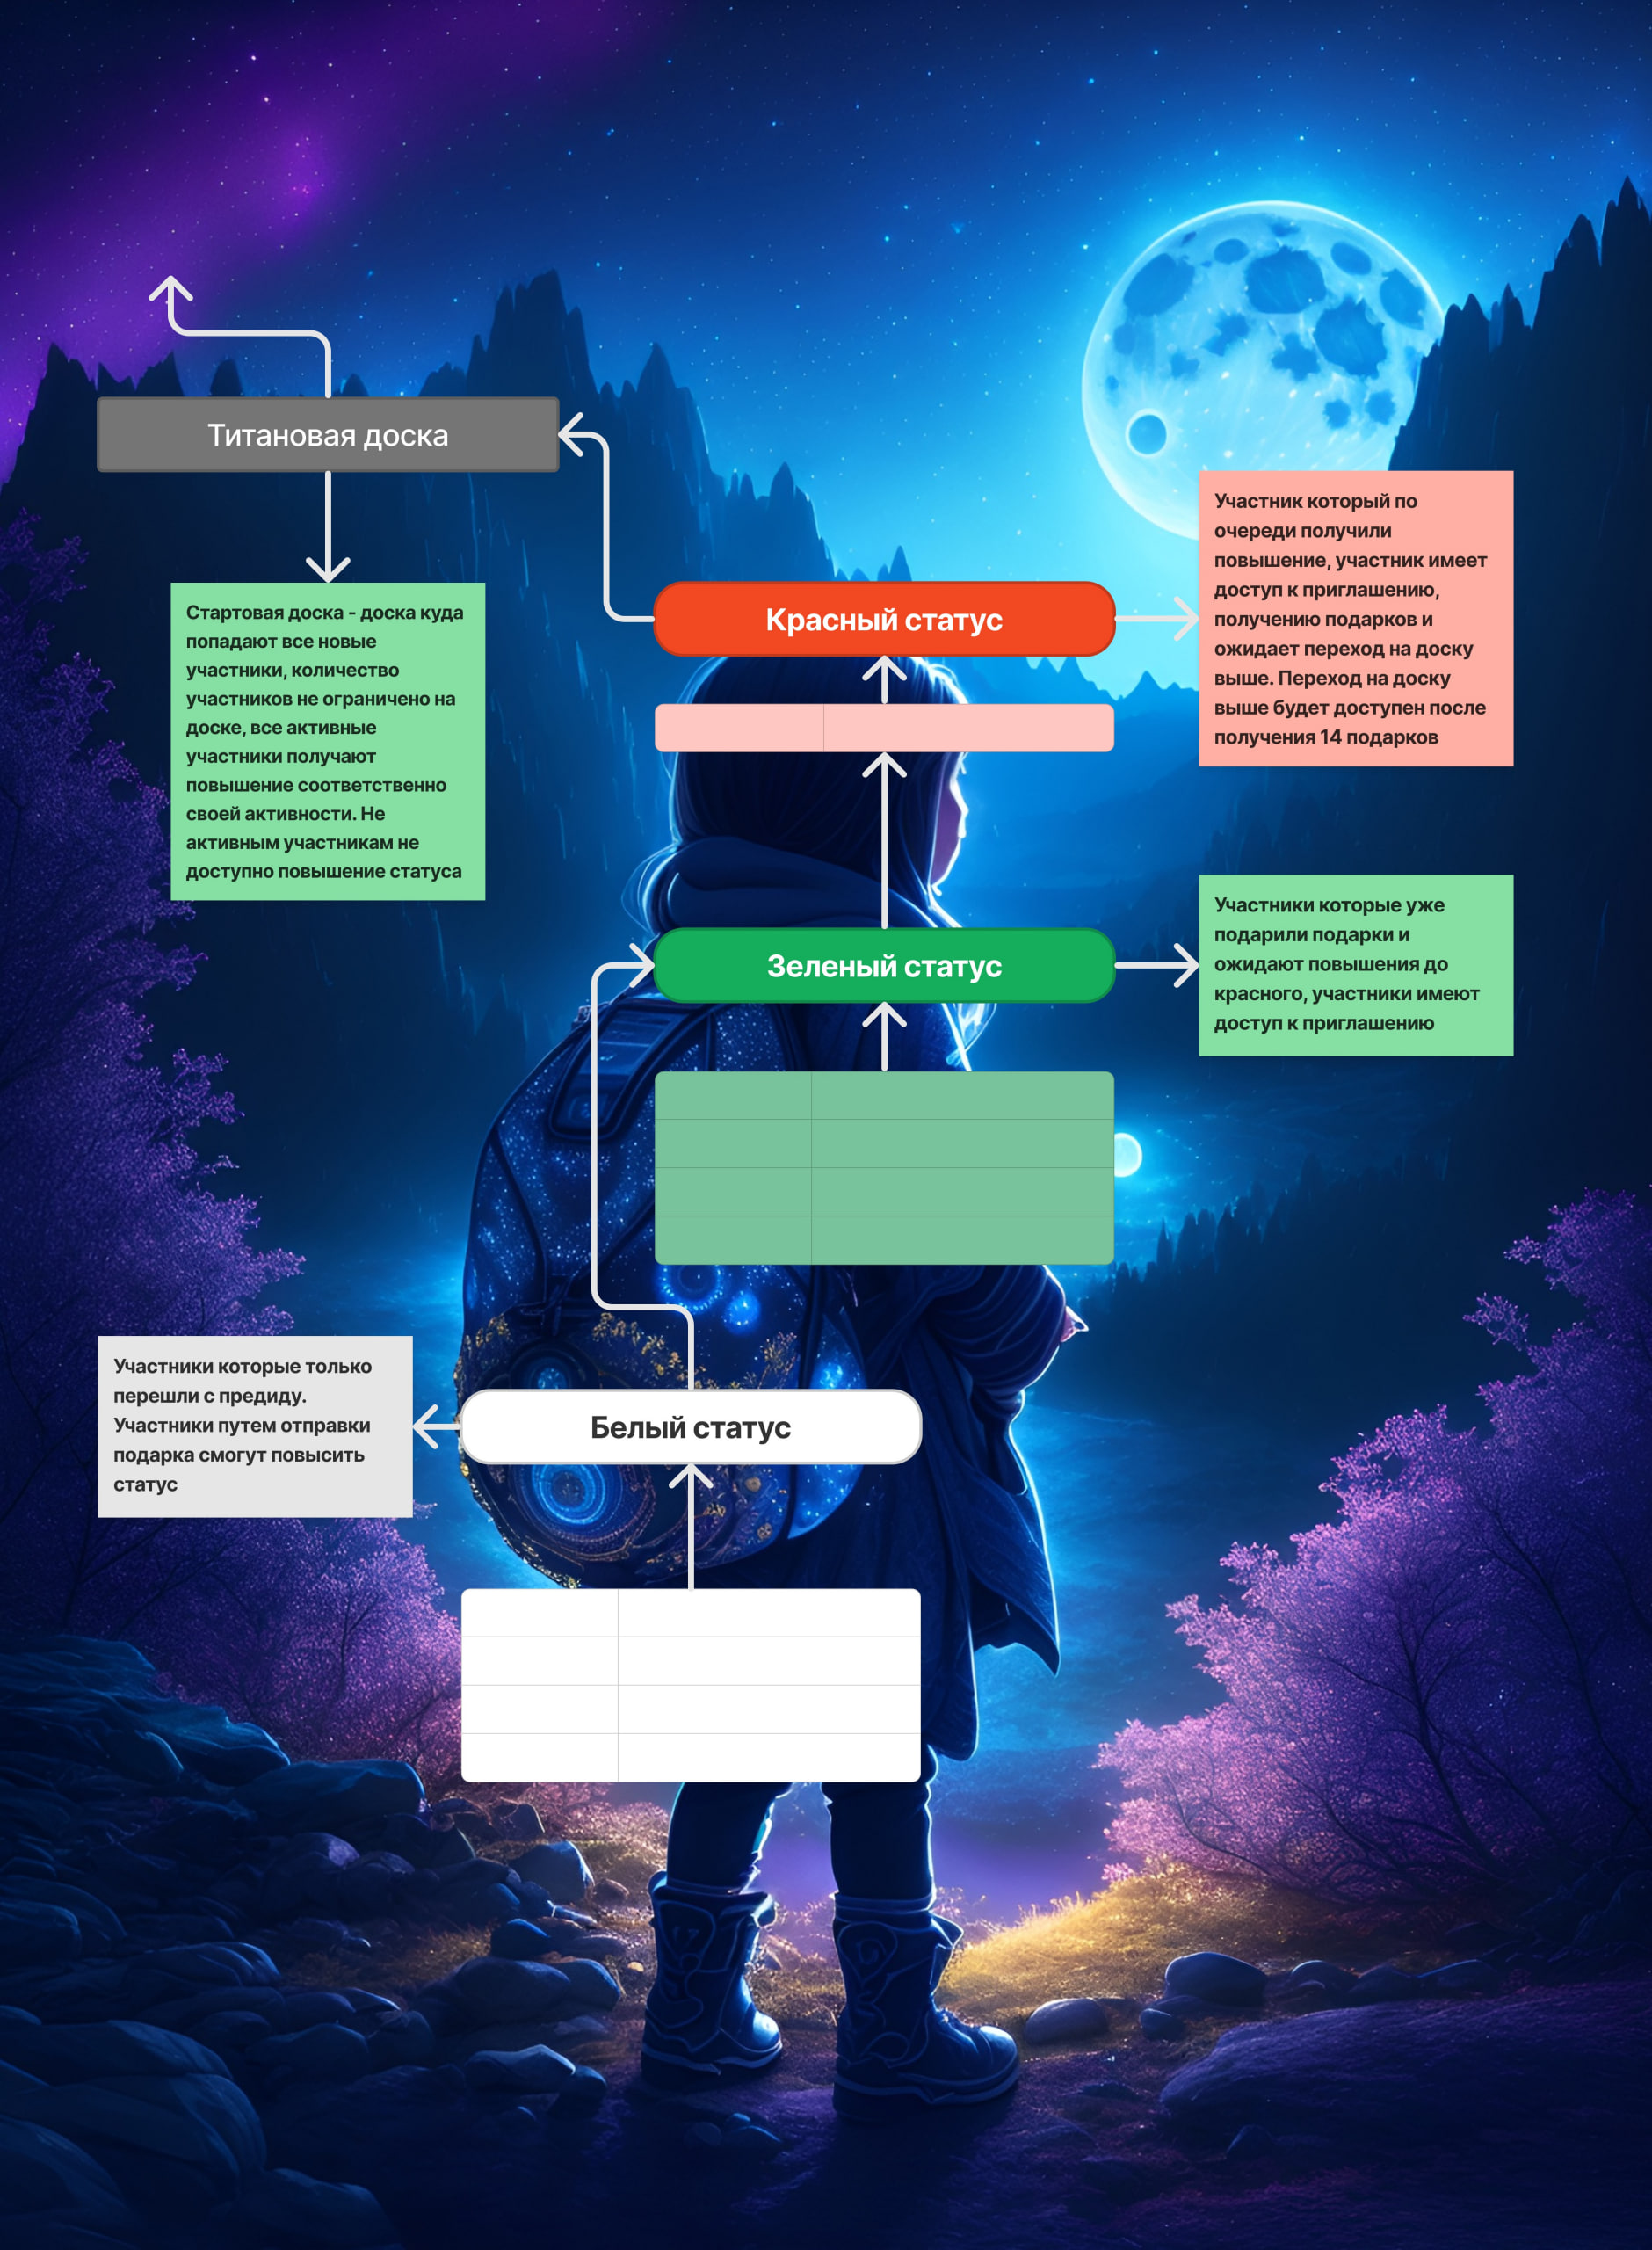 Титановая доска
Стартовая доска - доска куда
попадают все новые
участники, количество
участников не ограничено на
доске, все активные
участники получают
повышение соответственно
своей активности. Не
активным участникам не
доступно повышение статуса
Красный статус
Участник который по
очереди получили
повышение, участник имеет
доступ к приглашению,
получению подарков и
ожидает переход на доску
выше. Переход на доску
выше будет доступен после
получения 14 подарков
Зеленый статус
Участники которые уже
подарили подарки и
ожидают повышения до
красного, участники имеют
доступ к приглашению
Участники которые только
перешли с предиду.
Участники путем отправки
подарка смогут повысить
статус
Белый статус